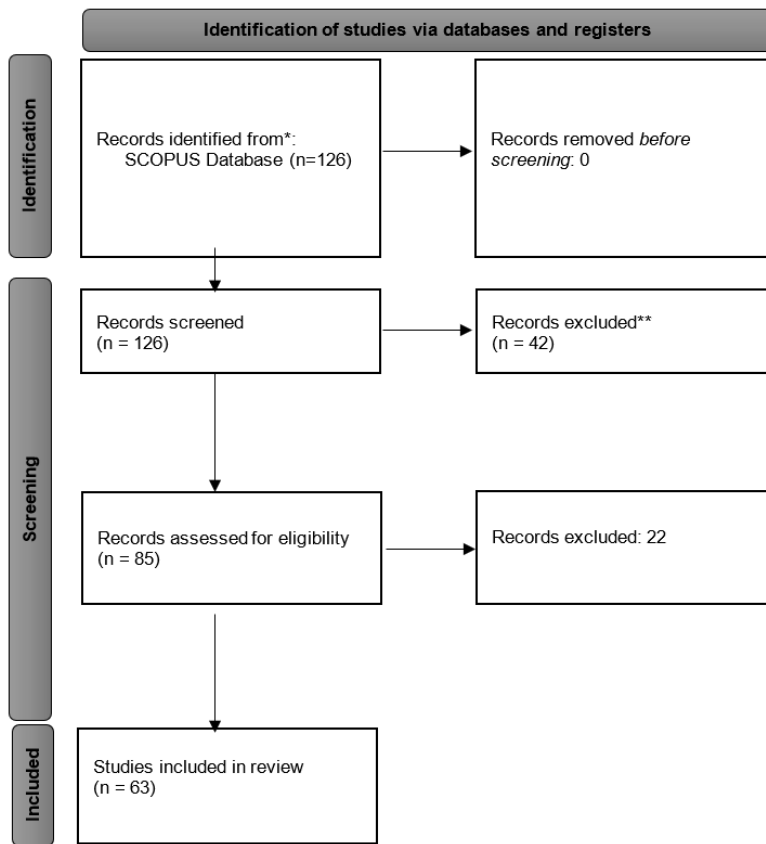 Identification of studies via databases and registers
Identification
Records identified from*:
SCOPUS Database (n=126)
Records removed before
screening: 0
Screening
Records screened
(n = 126)
Records excluded**
(n = 42)
Records assessed for eligibility
(n = 85)
Records excluded: 22
Included
Studies included in review
(n = 63)